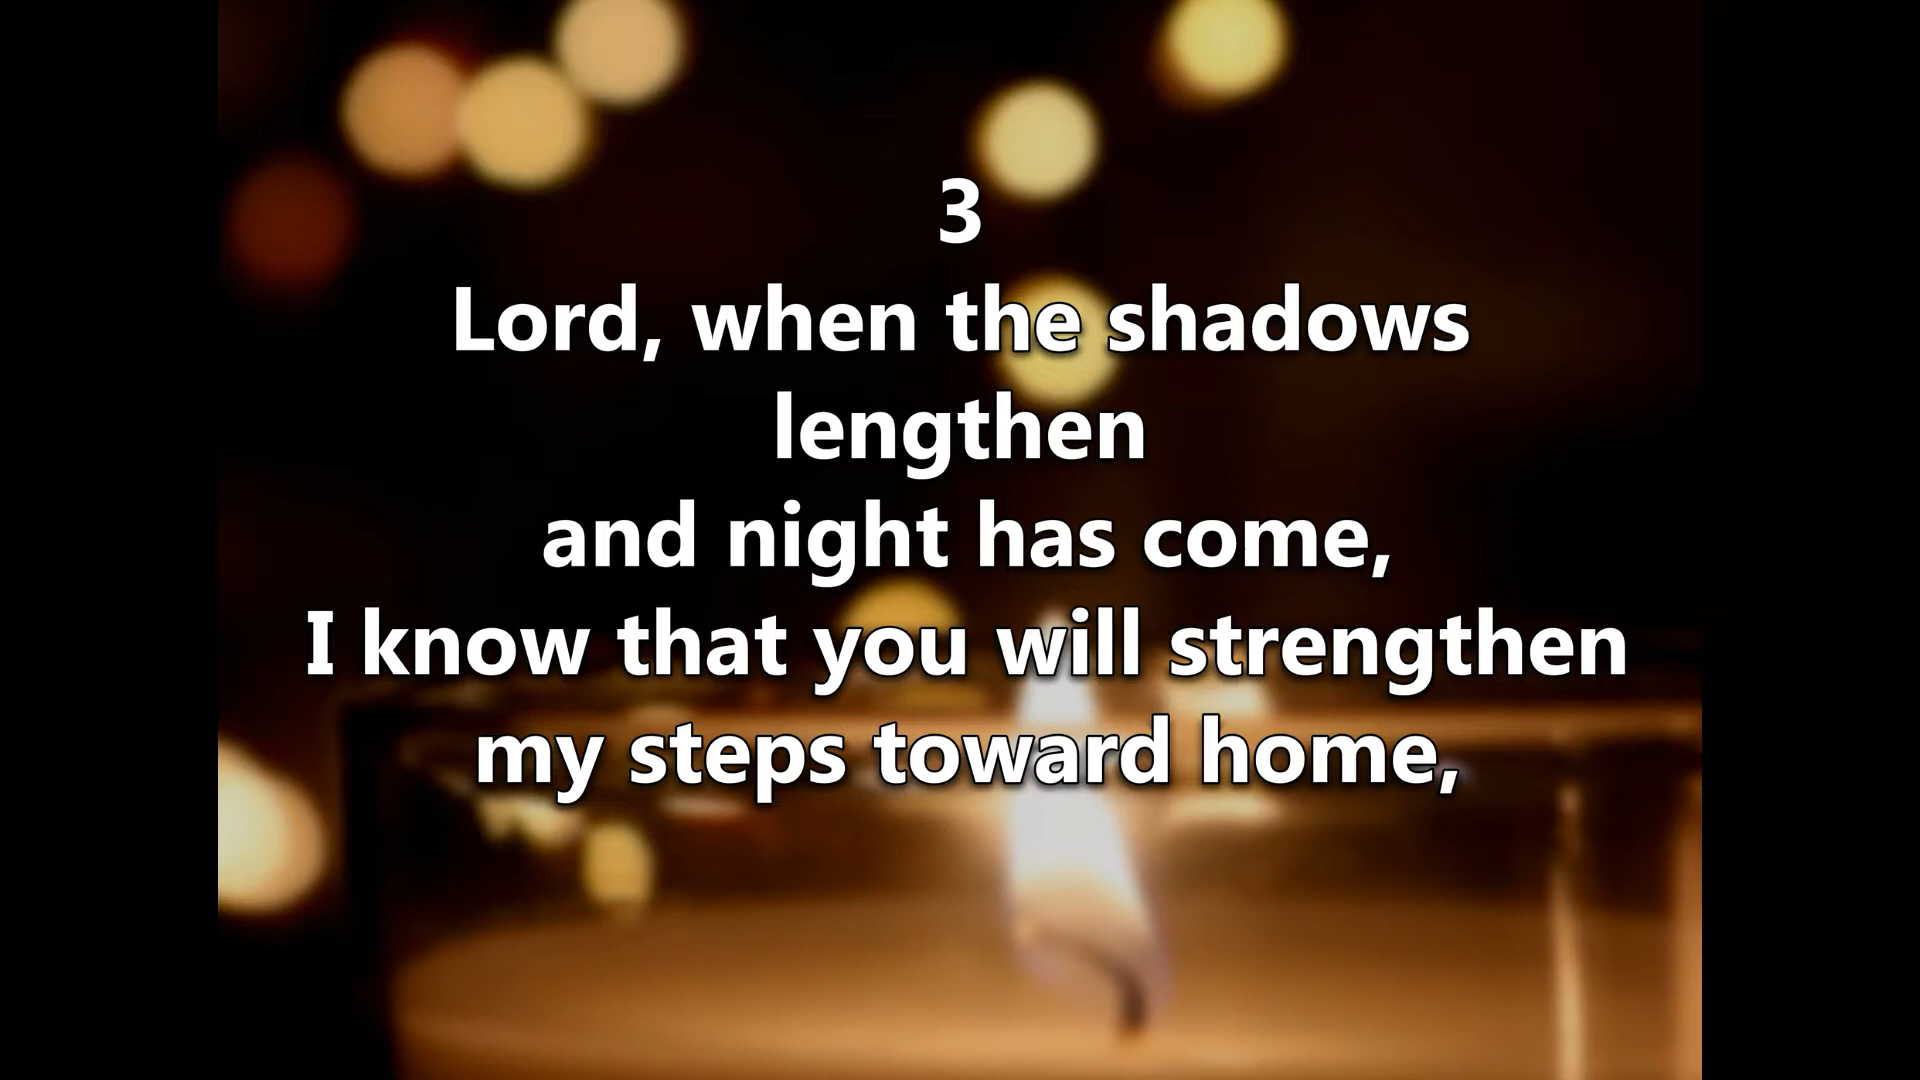 3
Lord, when the shadows
lengthen
and night has come,
I know that you will strengthen
my steps toward home,